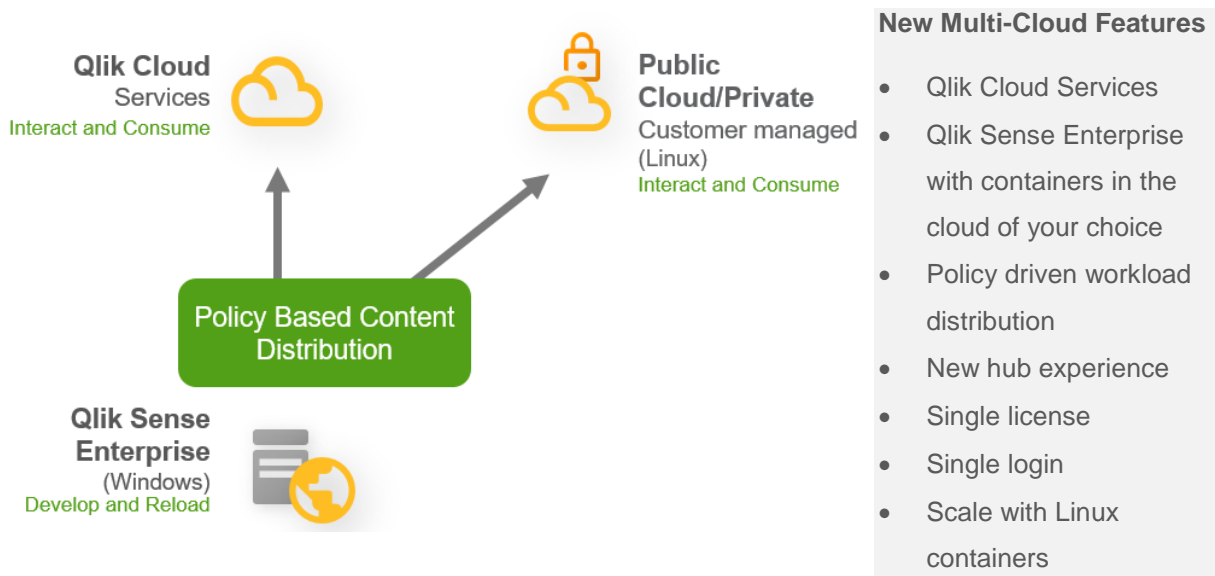 Qlik Cloud
Services
Interact and Consume
Public
Cloud/Private
Customer managed
(Linux)
Interact and Consume
Policy Based Content
Distribution
Qlik Sense
Enterprise
(Windows)
Develop and Reload
New Multi-Cloud Features
• Qlik Cloud Services
• Qlik Sense Enterprise
with containers in the
cloud of your choice
• Policy driven workload
distribution
• New hub experience
• Single license
• Single login
• Scale with Linux
containers